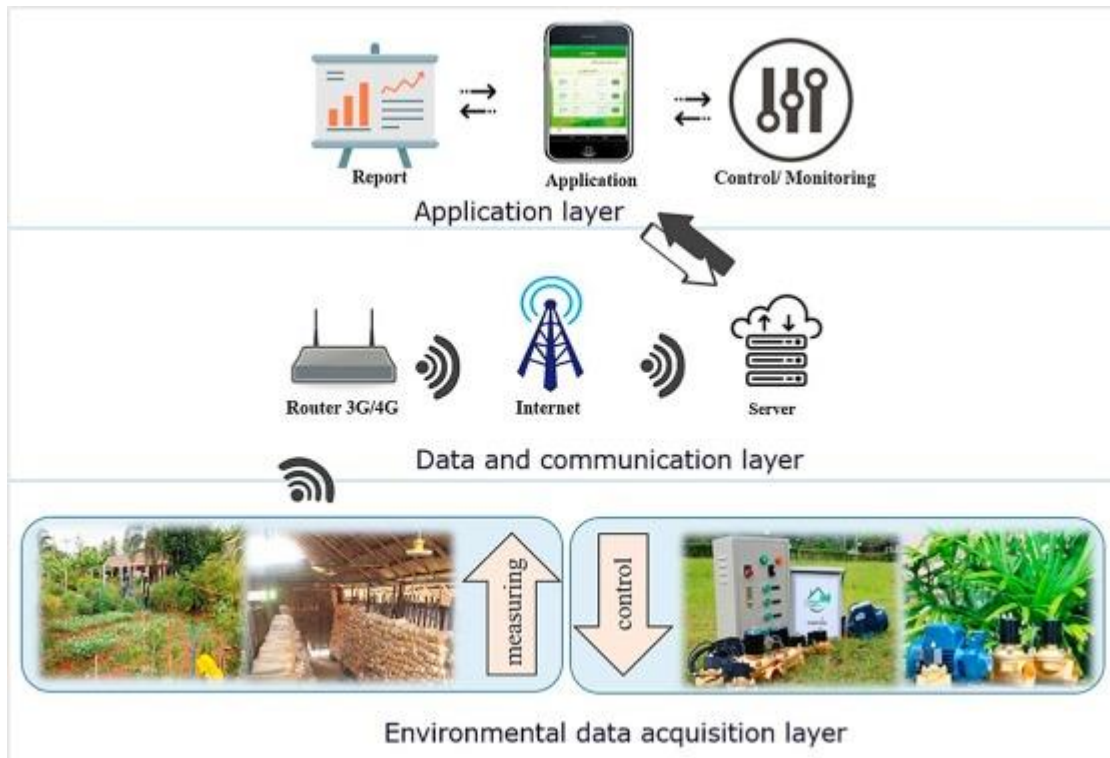 Report
Application
Control/ Monitoring
Application layer
Router 3G/4G
Internet
Server
Data and communication layer
measuring
control
Environmental data acquisition layer